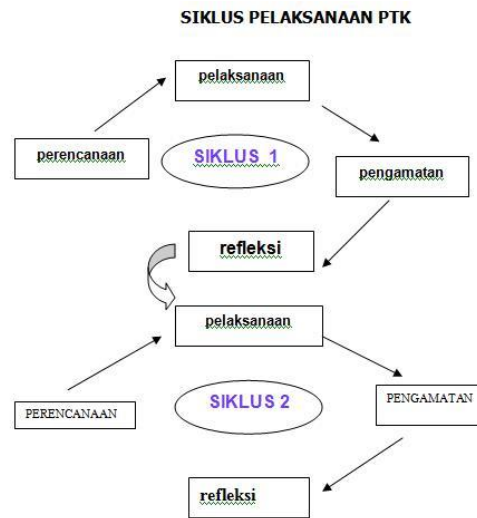 SIKLUS PELAKSANAAN PTK
pelaksanaan
perencanaan
SIKLUS 1
pengamatan
refleksi
pelaksanaan
PERENCANAAN
SIKLUS 2
PENGAMATAN
refleksi